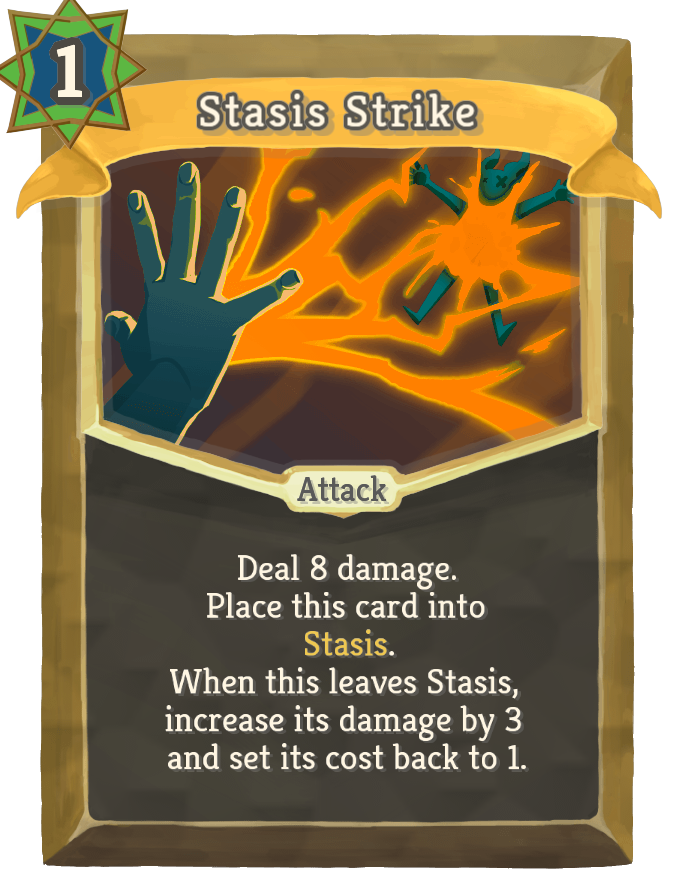 1
Stasis Strike
Attack
Deal 8 damage.
Place this card into
Stasis.
When this leaves Stasis,
increase its damage by 3
and set its cost back to 1.